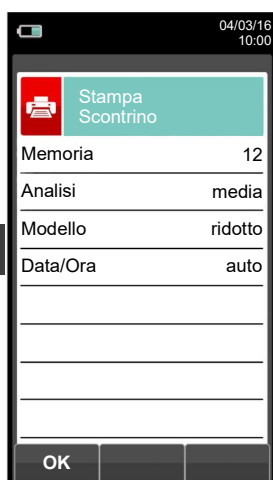 04/03/16
10:00
Stampa
Scontrino
Memoria 12
Analisi media
Modello ridotto
Data/Ora auto
OK